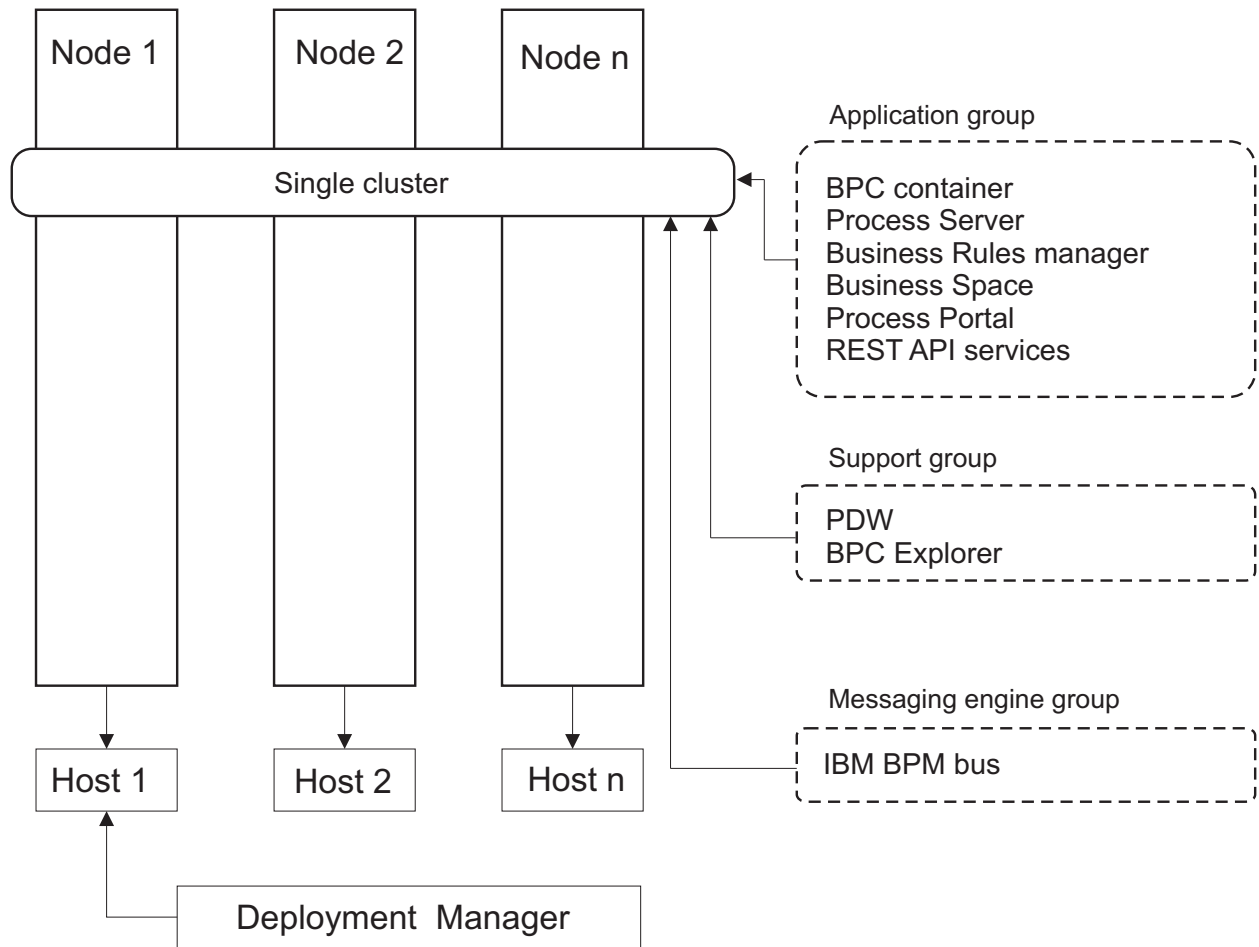 Node 1
Node 2
Node n
Single cluster
Application group
BPC container
Process Server
Business Rules manager
Business Space
Process Portal
REST API services
Support group
PDW
BPC Explorer
Messaging engine group
IBM BPM bus
Host 1
Host 2
Host n
Deployment Manager